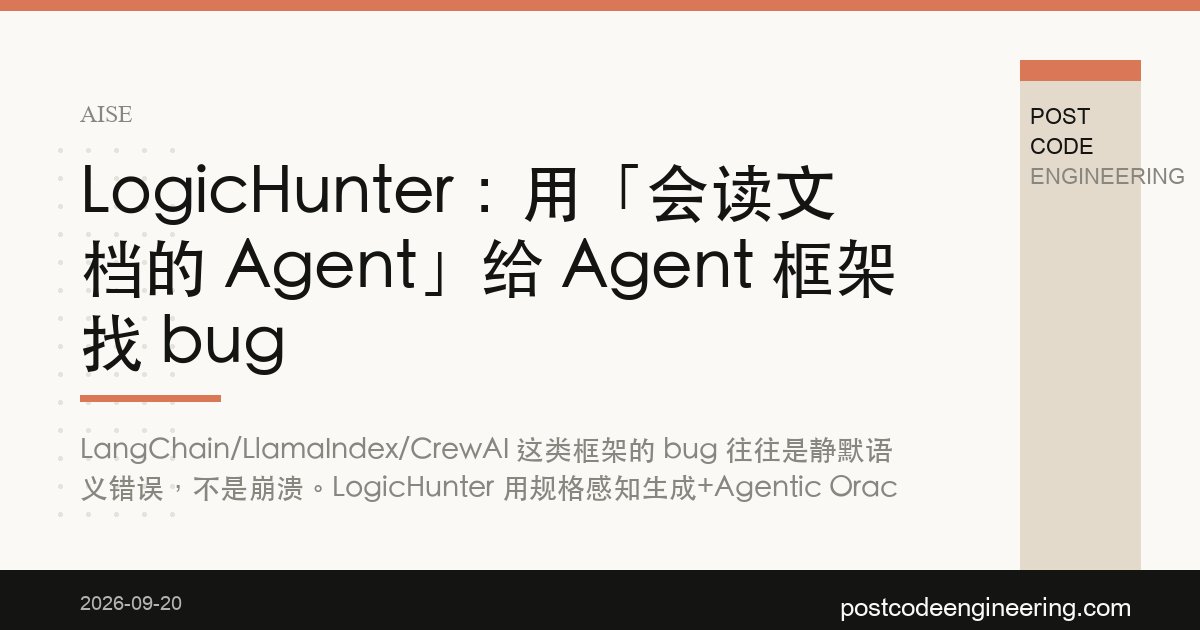 AISE
LogicHunter：用「会读文
档的 Agent」给 Agent 框架
找 bug
LangChain/LlamaIndex/CrewAI 这类框架的 bug 往往是静默语
义错误，不是崩溃。LogicHunter 用规格感知生成+Agentic Orac
POST
CODE
ENGINEERING
2026-09-20
postcodeengineering.com